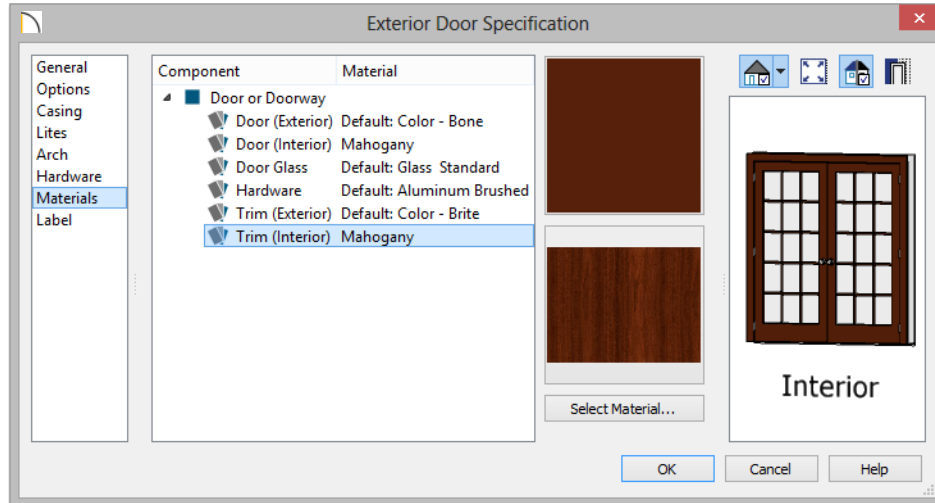 Exterior Door Specification
General
Options
Casing
Lites
Arch
Hardware
Materials
Label
Component Material
Door or Doorway
Door (Exterior) Default: Color - Bone
Door (Interior) Mahogany
Door Glass Default: Glass Standard
Hardware Default: Aluminum Brushed
Trim (Exterior) Default: Color - Brite
Trim (Interior) Mahogany
Select Material...
Interior
OK Cancel Help